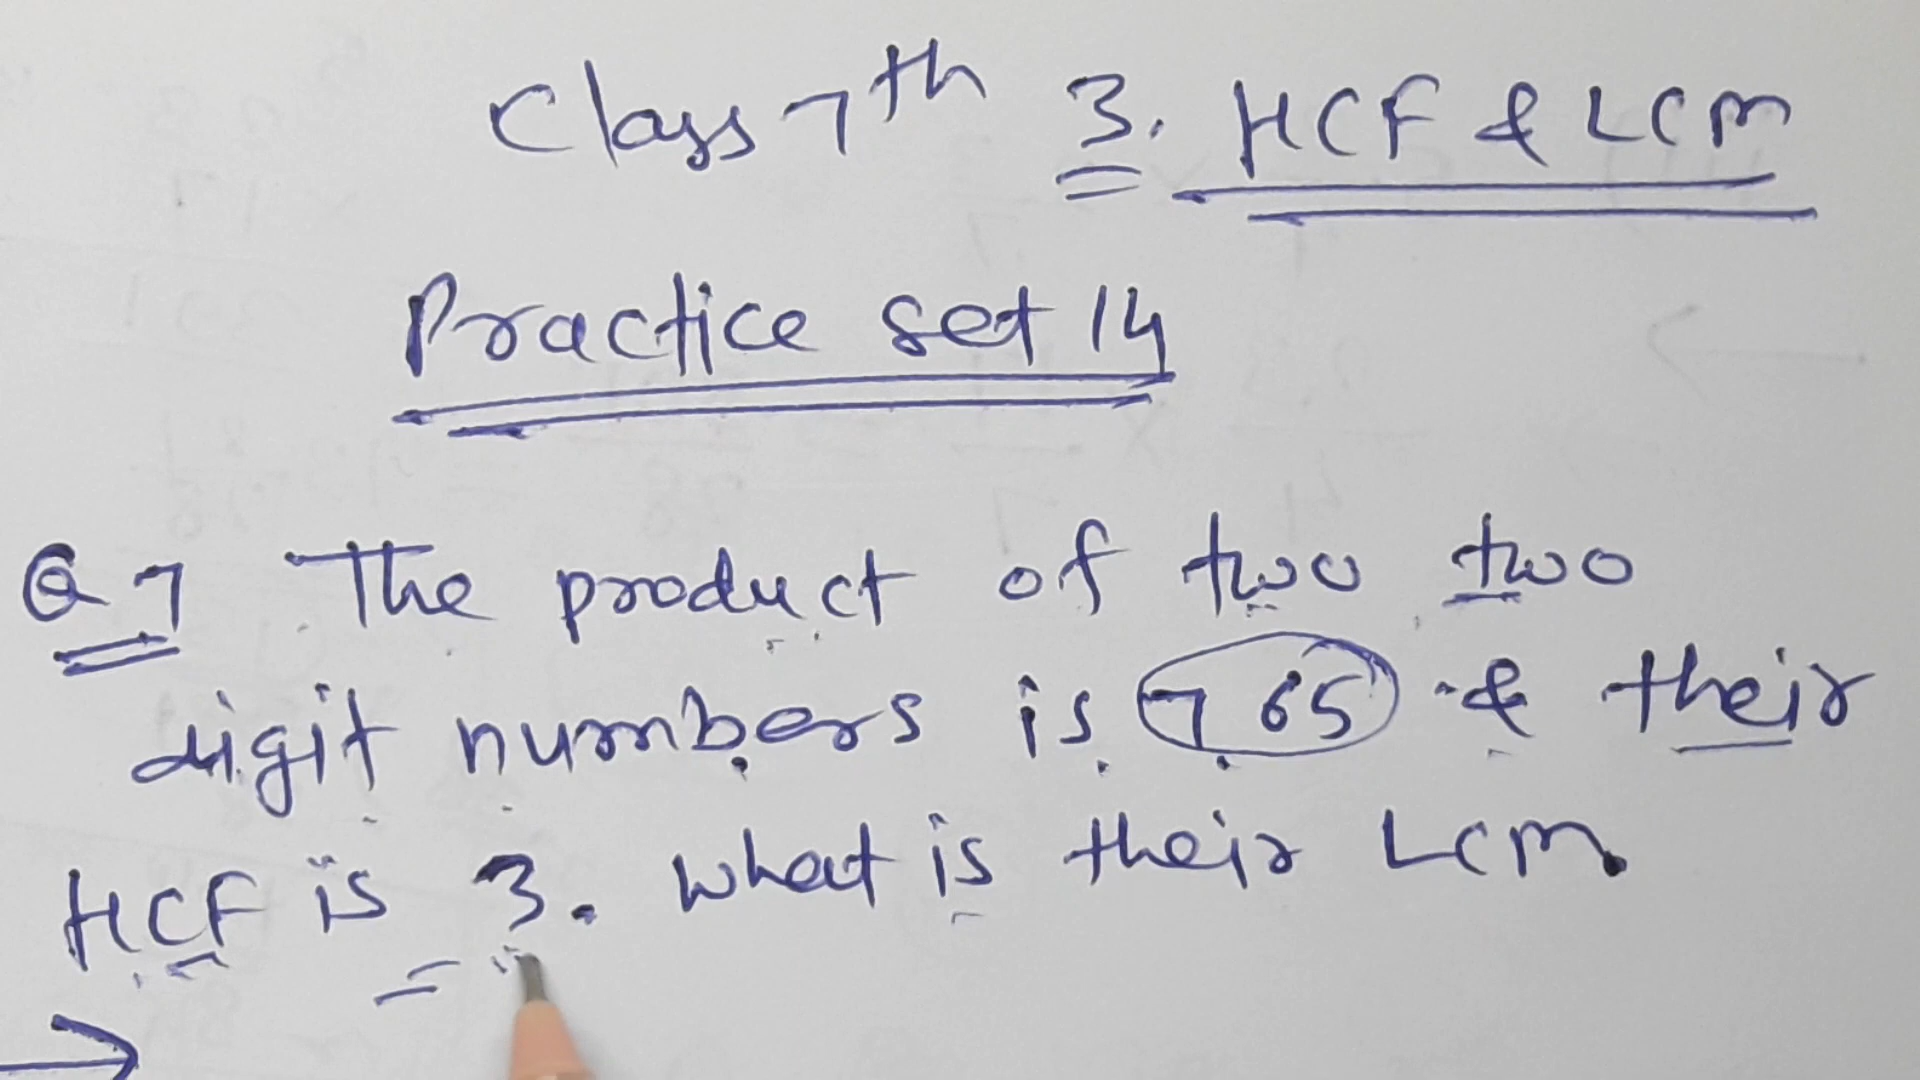 Class 7th 3. HCF & LCM
Practice set 14
Q 7 The product of two two
digit numbers is 765 & their
HCF is 3. What is their LCM.